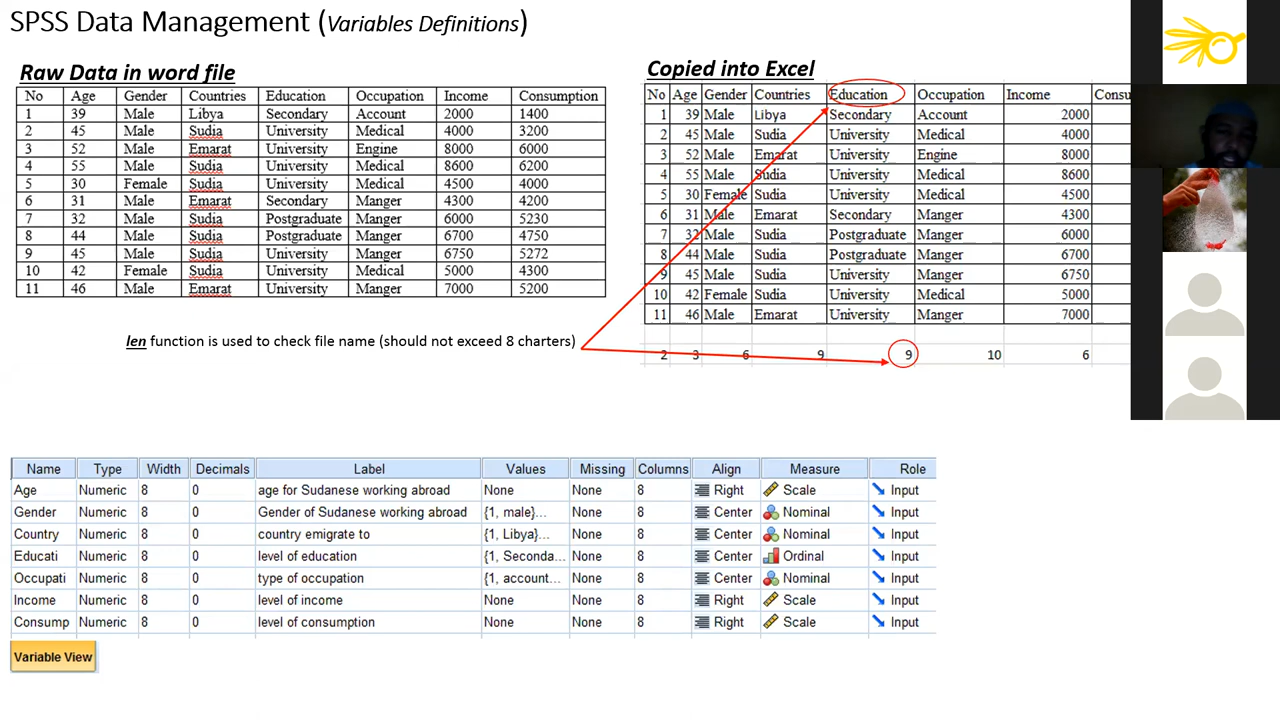 SPSS Data Management (Variables Definitions)
Raw Data in word file
No Age Gender Countries Education Occupation Income Consumption
1 39 Male Libya Secondary Account 2000 1400
2 45 Male Sudia University Medical 4000 3200
3 52 Male Emarat University Engine 8000 6000
4 55 Male Sudia University Medical 8600 6200
5 30 Female Sudia University Medical 4500 4000
6 31 Male Emarat Secondary Manger 4300 4200
7 32 Male Sudia Postgraduate Manger 6000 5230
8 44 Male Sudia Postgraduate Manger 6700 4750
9 45 Male Sudia University Manger 6750 5272
10 42 Female Sudia University Medical 5000 4300
11 46 Male Emarat University Manger 7000 5200
len function is used to check file name (should not exceed 8 charters)
Copied into Excel
No Age Gender Countries Education Occupation Income Consu
1 39 Male Libya Secondary Account 2000
2 45 Male Sudia University Medical 4000
3 52 Male Emarat University Engine 8000
4 55 Male Sudia University Medical 8600
5 30 Female Sudia University Medical 4500
6 31 Male Emarat Secondary Manger 4300
7 32 Male Sudia Postgraduate Manger 6000
8 44 Male Sudia Postgraduate Manger 6700
9 45 Male Sudia University Manger 6750
10 42 Female Sudia University Medical 5000
11 46 Male Emarat University Manger 7000
2 3 6 9 9 10 6
Name Type Width Decimals Label Values Missing Columns Align Measure Role
Age Numeric 8 0 age for Sudanese working abroad None None 8 Right Scale Input
Gender Numeric 8 0 Gender of Sudanese working abroad {1, male}... None 8 Center Nominal Input
Country Numeric 8 0 country emigrate to {1, Libya}... None 8 Center Nominal Input
Educati Numeric 8 0 level of education {1, Seconda... None 8 Center Ordinal Input
Occupati Numeric 8 0 type of occupation {1, account... None 8 Center Nominal Input
Income Numeric 8 0 level of income None None 8 Right Scale Input
Consump Numeric 8 0 level of consumption None None 8 Right Scale Input
Variable View